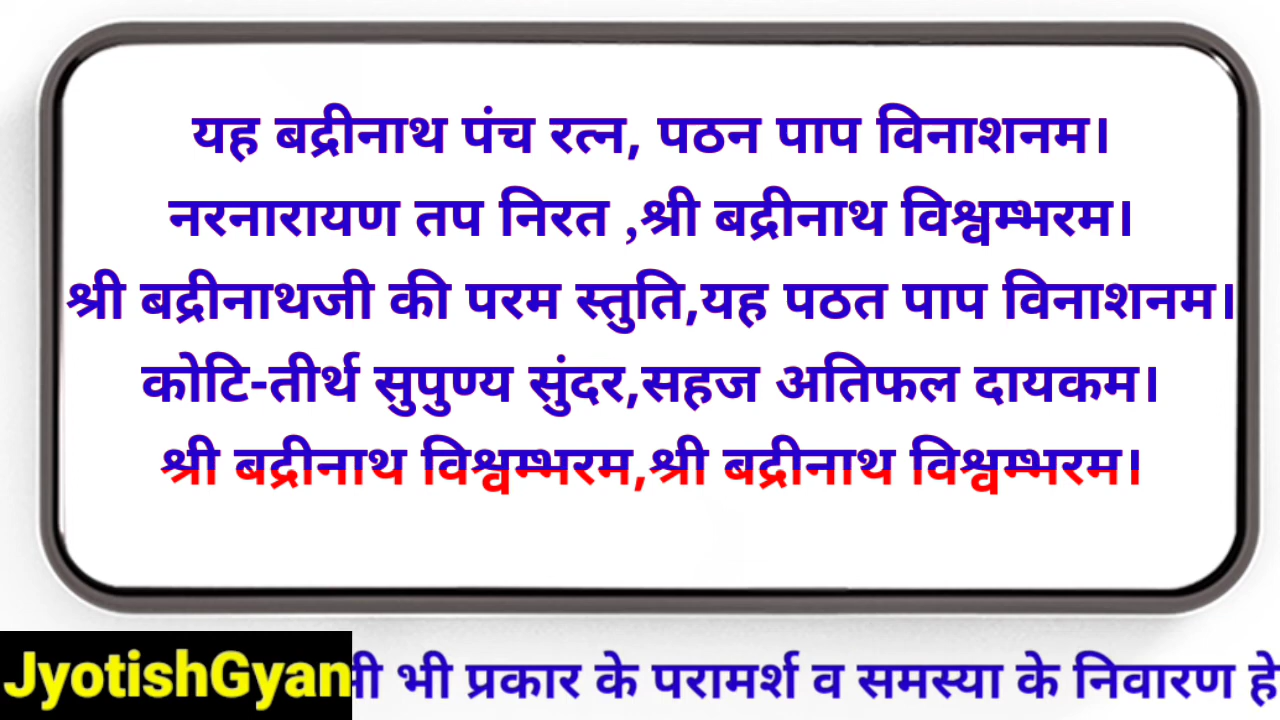 यह बद्रीनाथ पंच रत्न, पठन पाप विनाशनम।
नरनारायण तप निरत ,श्री बद्रीनाथ विश्वम्भरम।
श्री बद्रीनाथजी की परम स्तुति,यह पठत पाप विनाशनम।
कोटि-तीर्थ सुपुण्य सुंदर,सहज अतिफल दायकम।
श्री बद्रीनाथ विश्वम्भरम,श्री बद्रीनाथ विश्वम्भरम।
JyotishGyan भी प्रकार के परामर्श व समस्या के निवारण हे